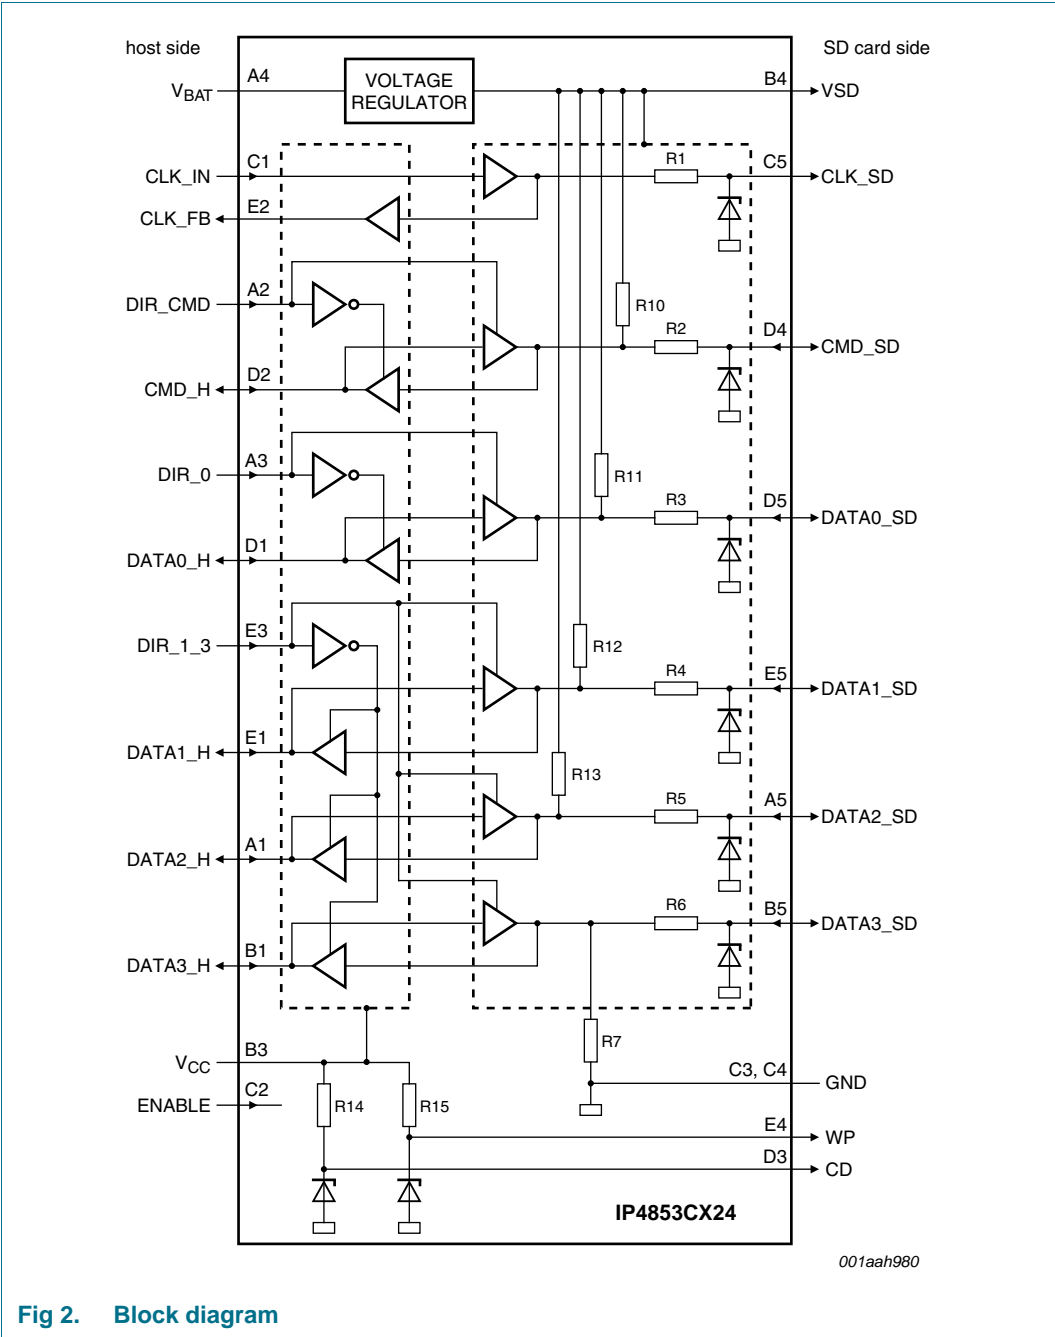 host side
SD card side
VBAT
A4
VOLTAGE
REGULATOR
B4
VSD
CLK_IN
C1
R1
C5
CLK_SD
CLK_FB
E2
DIR_CMD
A2
R10
R2
D4
CMD_SD
CMD_H
D2
DIR_0
A3
R11
R3
D5
DATA0_SD
DATA0_H
D1
DIR_1_3
E3
R12
R4
E5
DATA1_SD
DATA1_H
E1
R13
R5
A5
DATA2_SD
DATA2_H
A1
R6
B5
DATA3_SD
DATA3_H
B1
R7
VCC
B3
C3, C4
GND
ENABLE
C2
R14
R15
E4
WP
D3
CD
IP4853CX24
001aah980
Fig 2. Block diagram